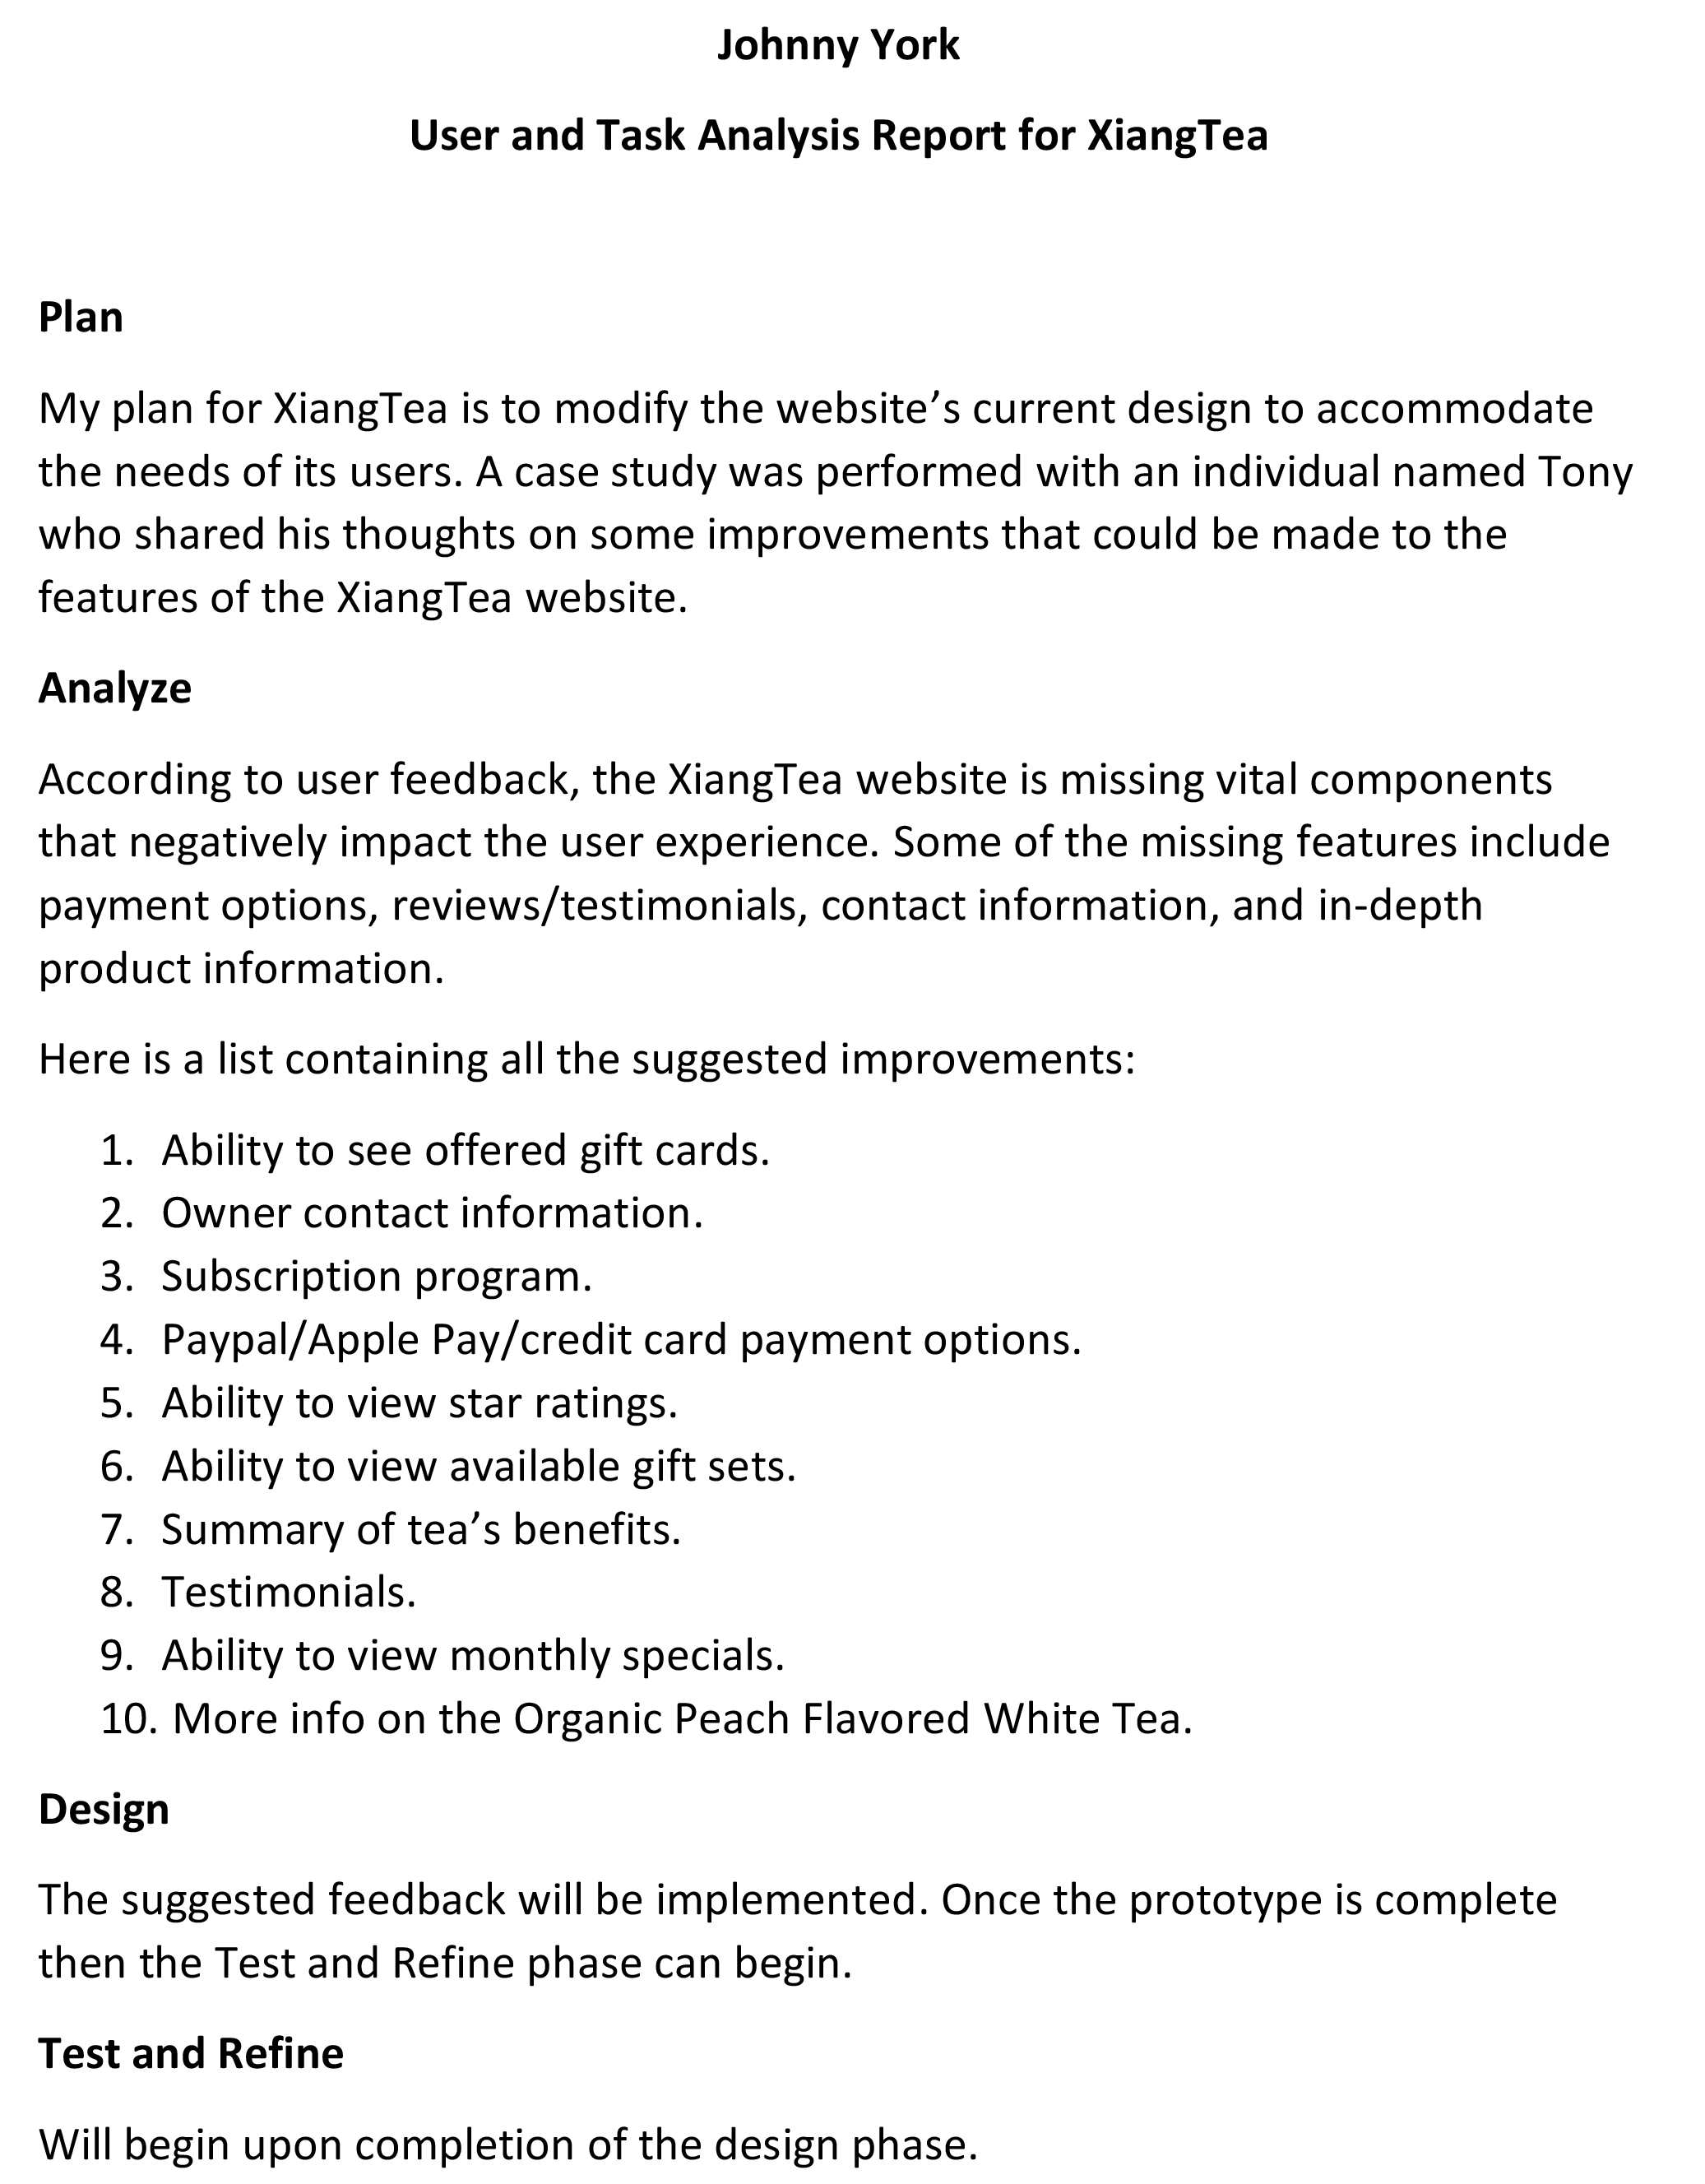 Johnny York
User and Task Analysis Report for XiangTea
Plan
My plan for XiangTea is to modify the website’s current design to accommodate
the needs of its users. A case study was performed with an individual named Tony
who shared his thoughts on some improvements that could be made to the
features of the XiangTea website.
Analyze
According to user feedback, the XiangTea website is missing vital components
that negatively impact the user experience. Some of the missing features include
payment options, reviews/testimonials, contact information, and in-depth
product information.
Here is a list containing all the suggested improvements:
1. Ability to see offered gift cards.
2. Owner contact information.
3. Subscription program.
4. Paypal/Apple Pay/credit card payment options.
5. Ability to view star ratings.
6. Ability to view available gift sets.
7. Summary of tea’s benefits.
8. Testimonials.
9. Ability to view monthly specials.
10. More info on the Organic Peach Flavored White Tea.
Design
The suggested feedback will be implemented. Once the prototype is complete
then the Test and Refine phase can begin.
Test and Refine
Will begin upon completion of the design phase.